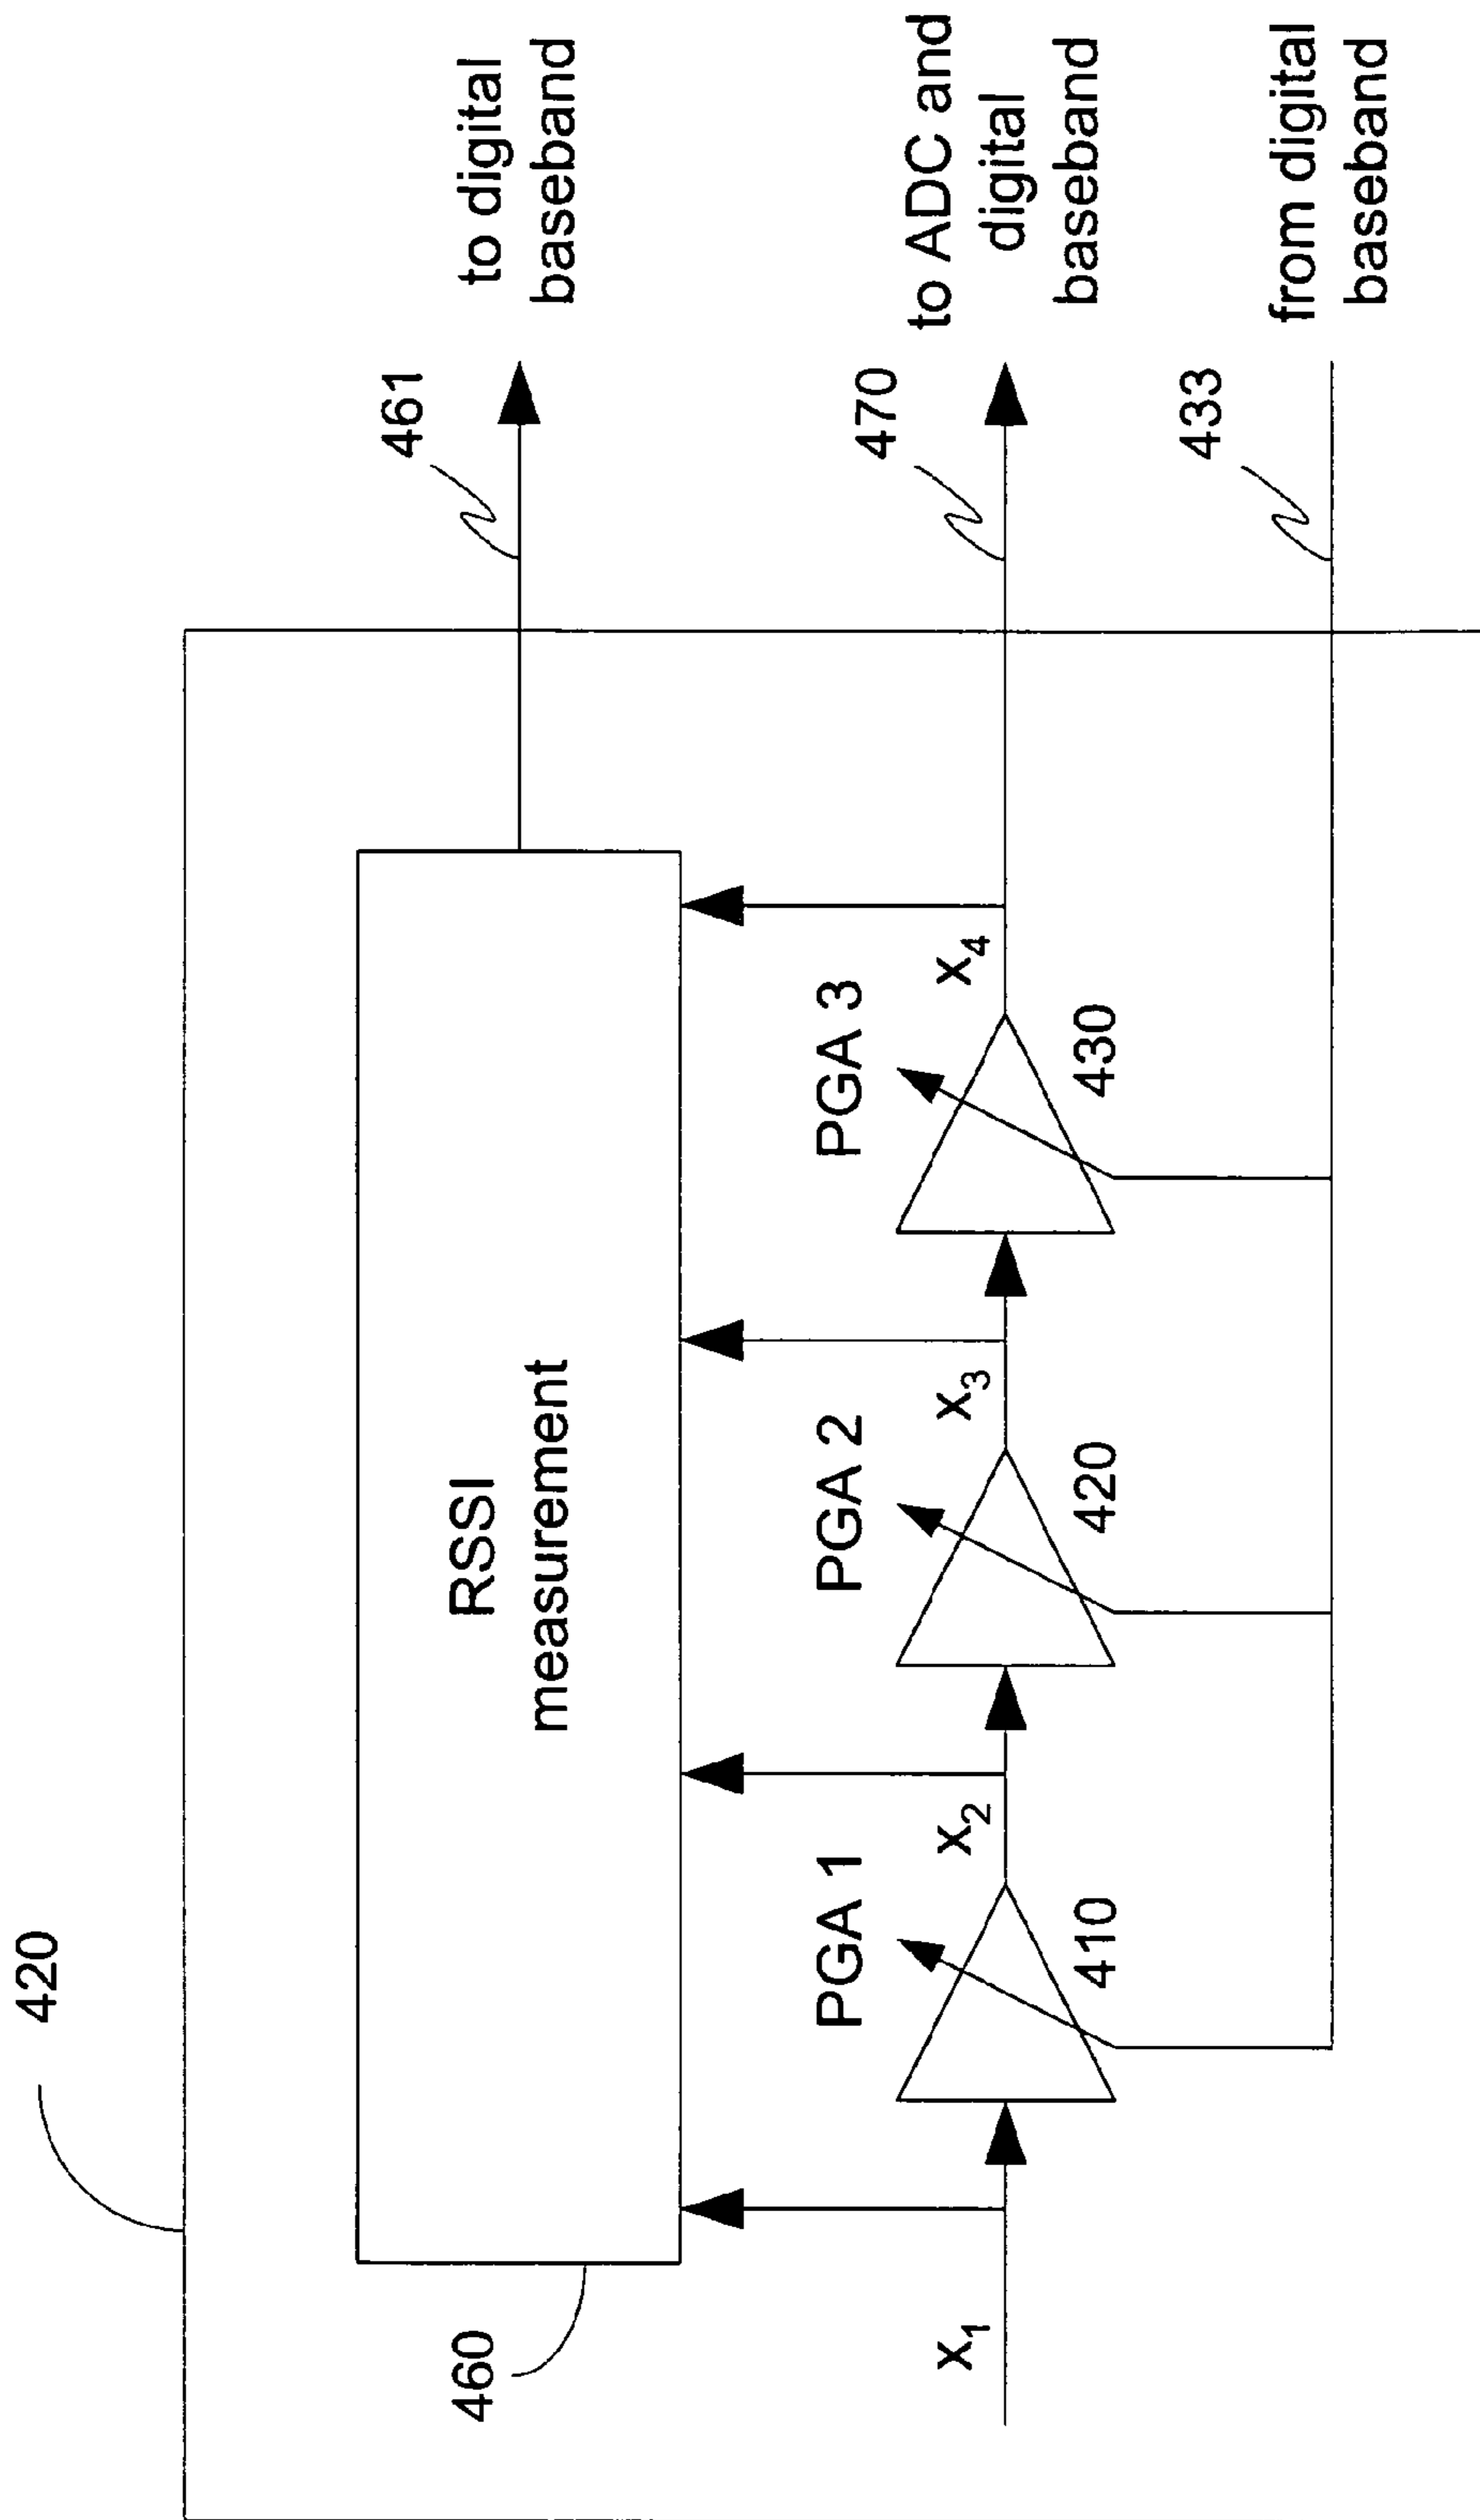 420
460
RSSI
measurement
461
to digital
baseband
PGA 1
PGA 2
PGA 3
x1
x2
x3
x4
470
to ADC and
digital
baseband
410
420
430
433
from digital
baseband